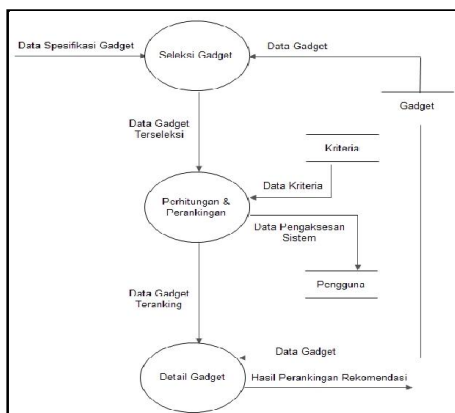 Data Spesifikasi Gadget
Seleksi Gadget
Data Gadget
Gadget
Data Gadget
Terseleksi
Kriteria
Data Kriteria
Perhitungan &
Perankingan
Data Pengaksesan
Sistem
Pengguna
Data Gadget
Teranking
Data Gadget
Detail Gadget
Hasil Perankingan Rekomendasi